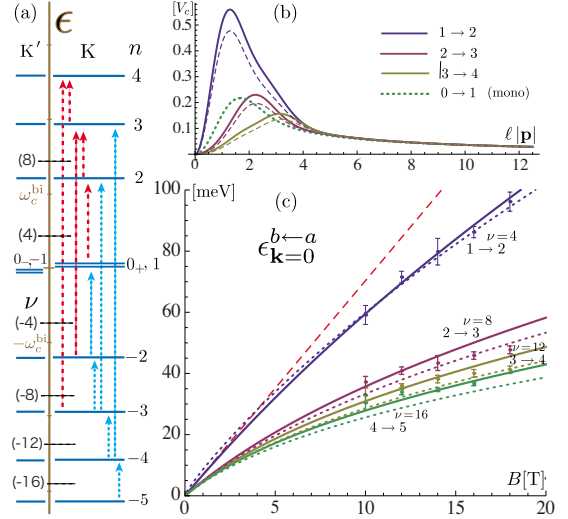 (a)
ϵ
K′ K n
4
3
(8)
2
ω_c^bi
(4)
0_-,-1
0_+, 1
ν
(-4)
-ω_c^bi
-2
(-8)
-3
(-12)
-4
(-16)
-5
[V_c]
(b)
0.5
0.4
0.3
0.2
0.1
0 2 4 6 8 10 12
1 → 2
2 → 3
3 → 4
0 → 1 (mono)
ℓ |p|
[meV]
(c)
100
80
60
40
20
0
ϵ_{k=0}^{b←a}
ν=4
1 → 2
ν=8
2 → 3
ν=12
3 → 4
ν=16
4 → 5
B[T]
0 5 10 15 20